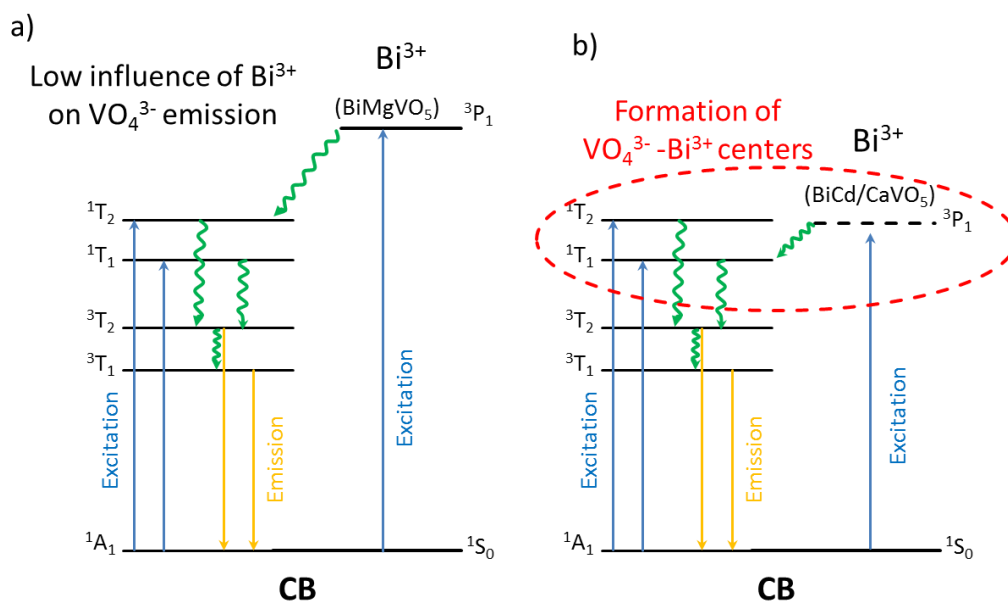 a)
Low influence of Bi³⁺
on VO₄³⁻ emission
Bi³⁺
(BiMgVO₅)
³P₁
¹T₂
¹T₁
³T₂
³T₁
Excitation
Emission
Excitation
¹A₁
¹S₀
CB
b)
Formation of
VO₄³⁻ -Bi³⁺ centers
Bi³⁺
(BiCd/CaVO₅)
³P₁
¹T₂
¹T₁
³T₂
³T₁
Excitation
Emission
Excitation
¹A₁
¹S₀
CB